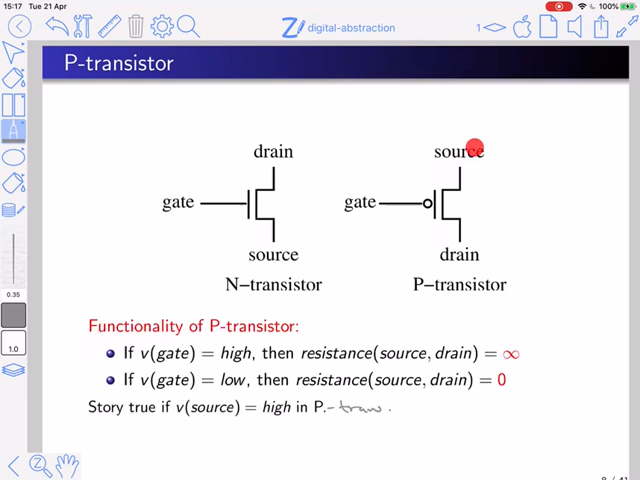 15:17 Tue 21 Apr 100%
digital-abstraction 1
P-transistor
drain source
gate gate
source drain
N-transistor P-transistor
Functionality of P-transistor:
If v(gate) = high, then resistance(source, drain) = ∞
If v(gate) = low, then resistance(source, drain) = 0
Story true if v(source) = high in P.-tran.
0.35
1.0